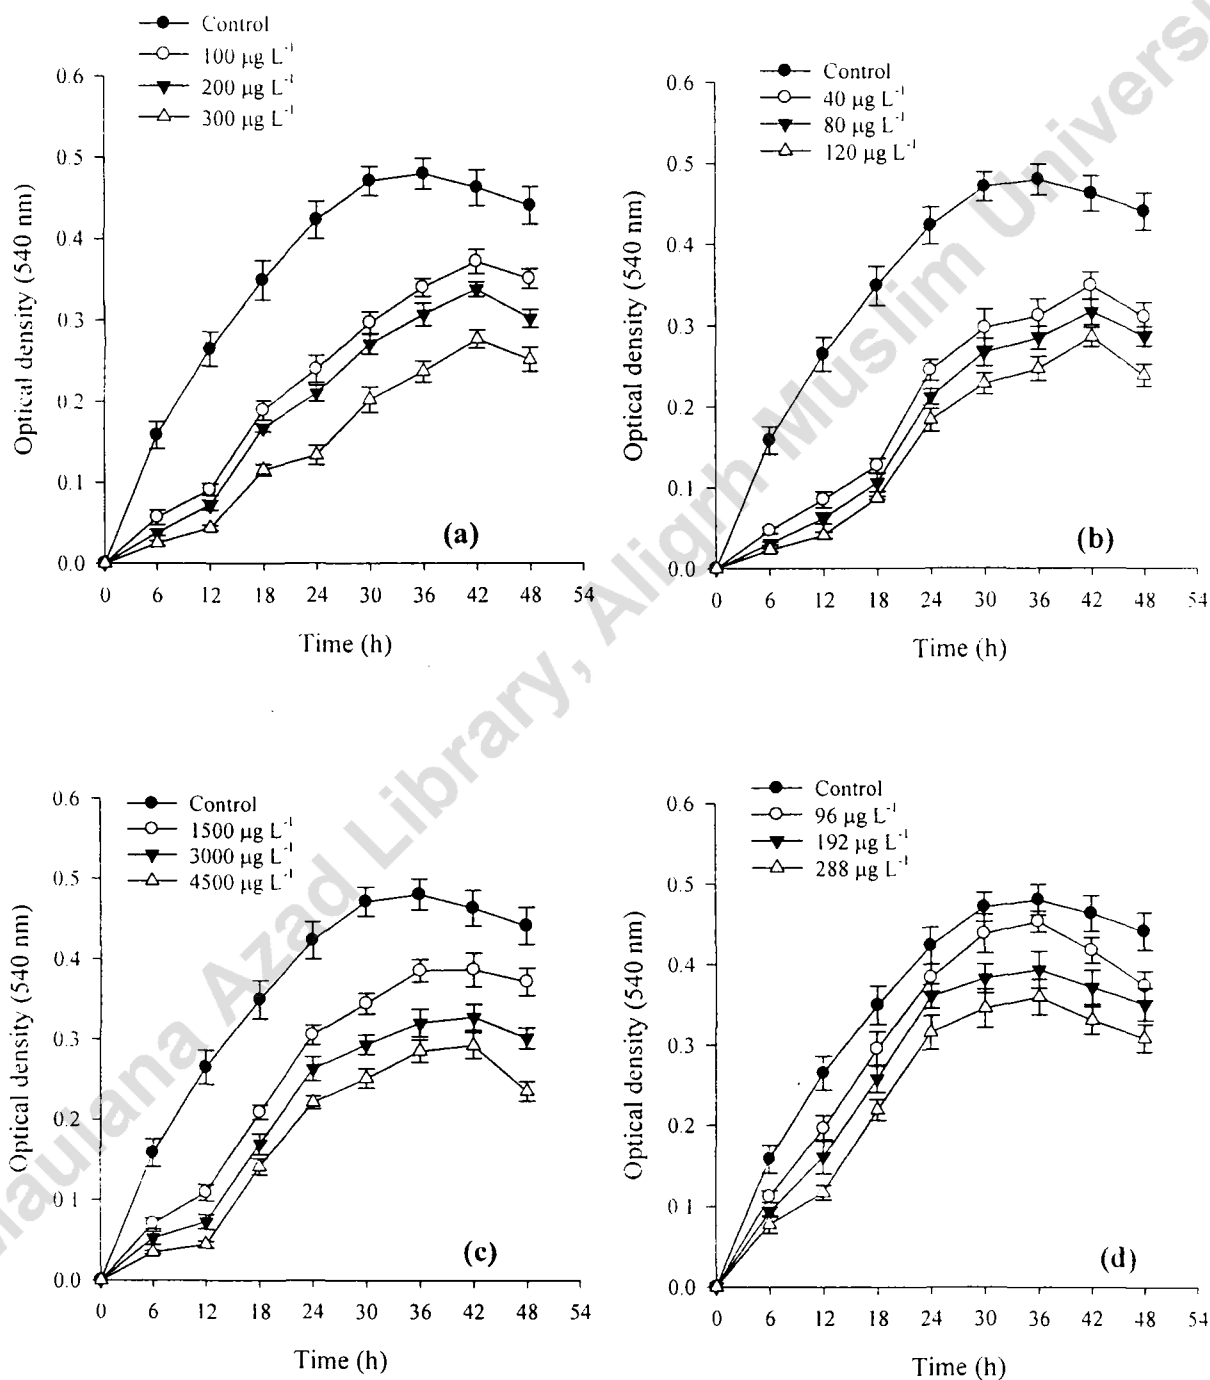 Control
100 µg L-1
200 µg L-1
300 µg L-1
0.6
0.5
0.4
0.3
0.2
0.1
0.0
Optical density (540 nm)
(a)
0 6 12 18 24 30 36 42 48 54
Time (h)
Control
40 µg L-1
80 µg L-1
120 µg L-1
0.6
0.5
0.4
0.3
0.2
0.1
0.0
Optical density (540 nm)
(b)
0 6 12 18 24 30 36 42 48 54
Time (h)
Control
1500 µg L-1
3000 µg L-1
4500 µg L-1
0.6
0.5
0.4
0.3
0.2
0.1
0.0
Optical density (540 nm)
(c)
0 6 12 18 24 30 36 42 48 54
Time (h)
Control
96 µg L-1
192 µg L-1
288 µg L-1
0.6
0.5
0.4
0.3
0.2
0.1
0.0
Optical density (540 nm)
(d)
0 6 12 18 24 30 36 42 48 54
Time (h)
Maulana Azad Library, Aligrh Muslim Universi